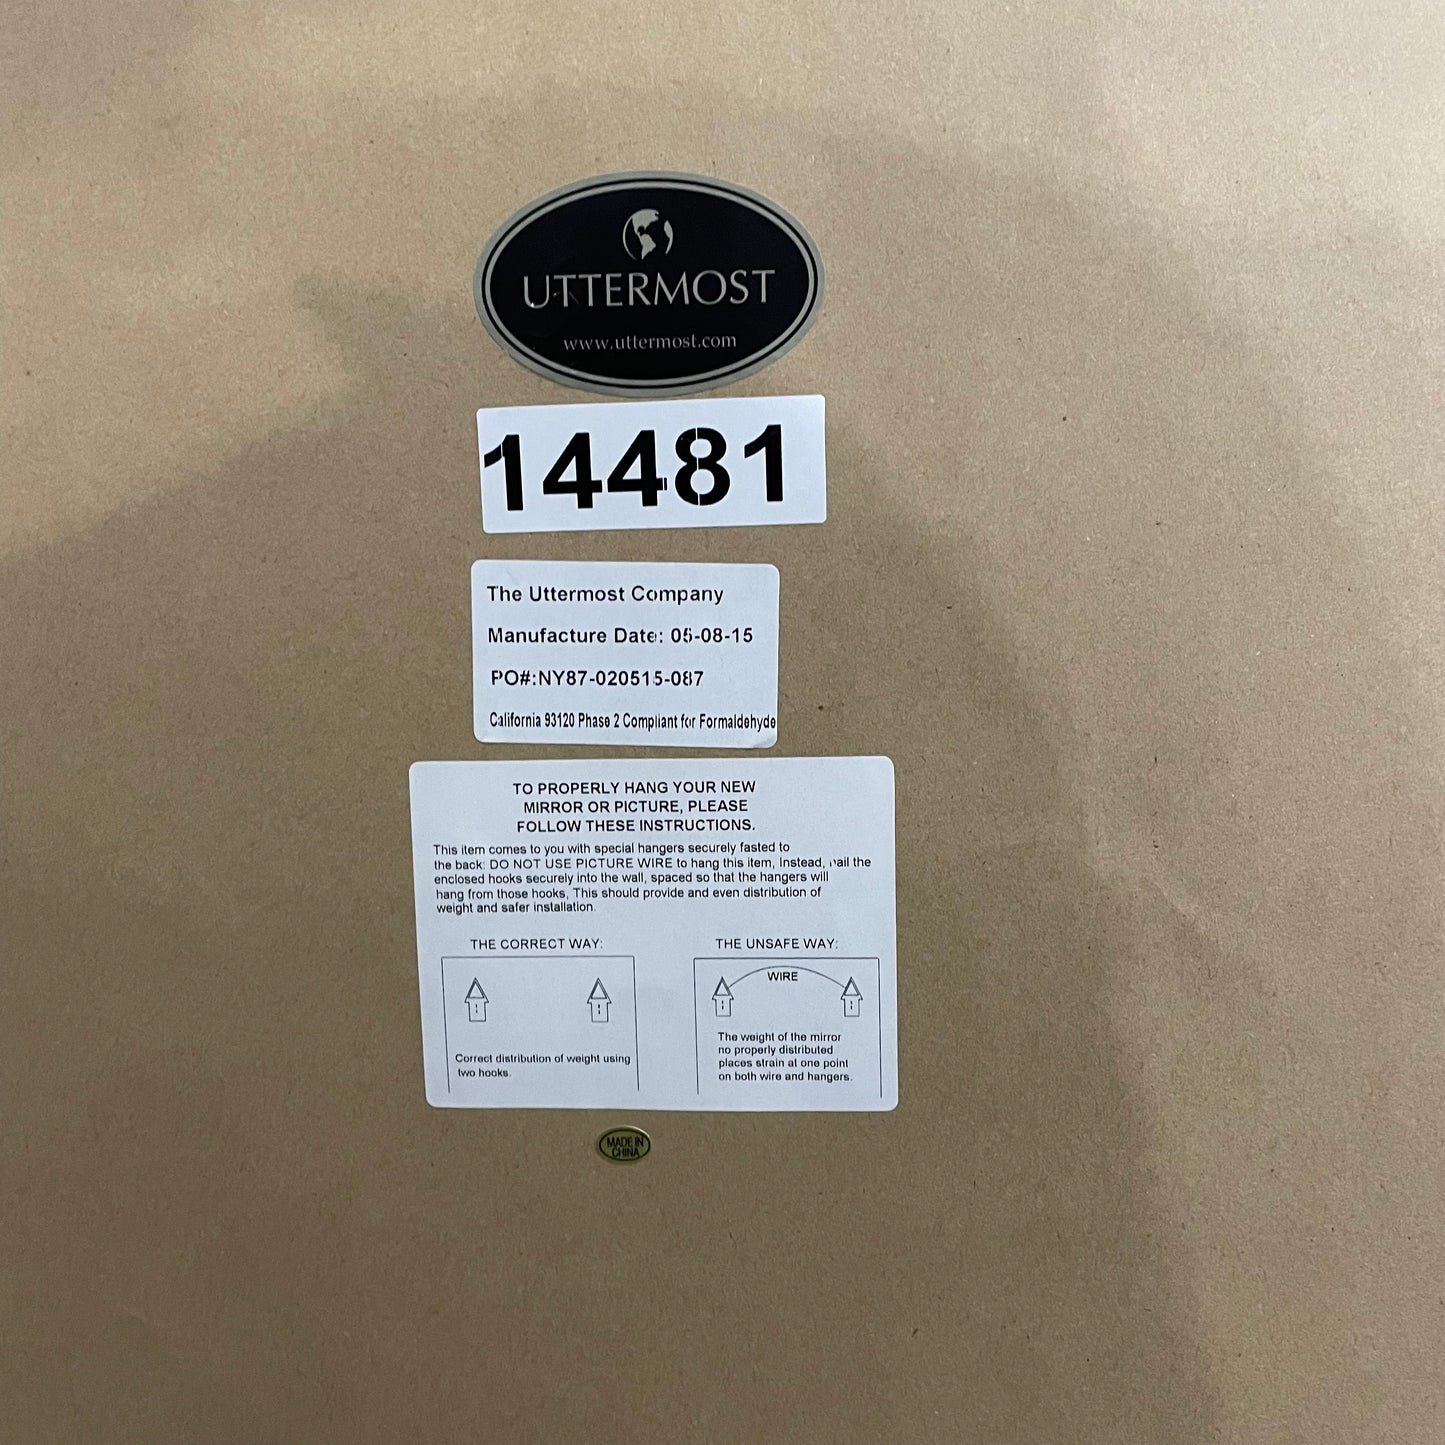 UTTERMOST
www.uttermost.com
14481
The Uttermost Company
Manufacture Date: 05-08-15
PO#:NY87-020515-087
California 93120 Phase 2 Compliant for Formaldehyde
TO PROPERLY HANG YOUR NEW
MIRROR OR PICTURE, PLEASE
FOLLOW THESE INSTRUCTIONS.
This item comes to you with special hangers securely fasted to
the back: DO NOT USE PICTURE WIRE to hang this item, Instead, nail the
enclosed hooks securely into the wall, spaced so that the hangers will
hang from those hooks, This should provide and even distribution of
weight and safer installation.
THE CORRECT WAY:
Correct distribution of weight using
two hooks.
THE UNSAFE WAY:
WIRE
The weight of the mirror
no properly distributed
places strain at one point
on both wire and hangers.
MADE IN
CHINA